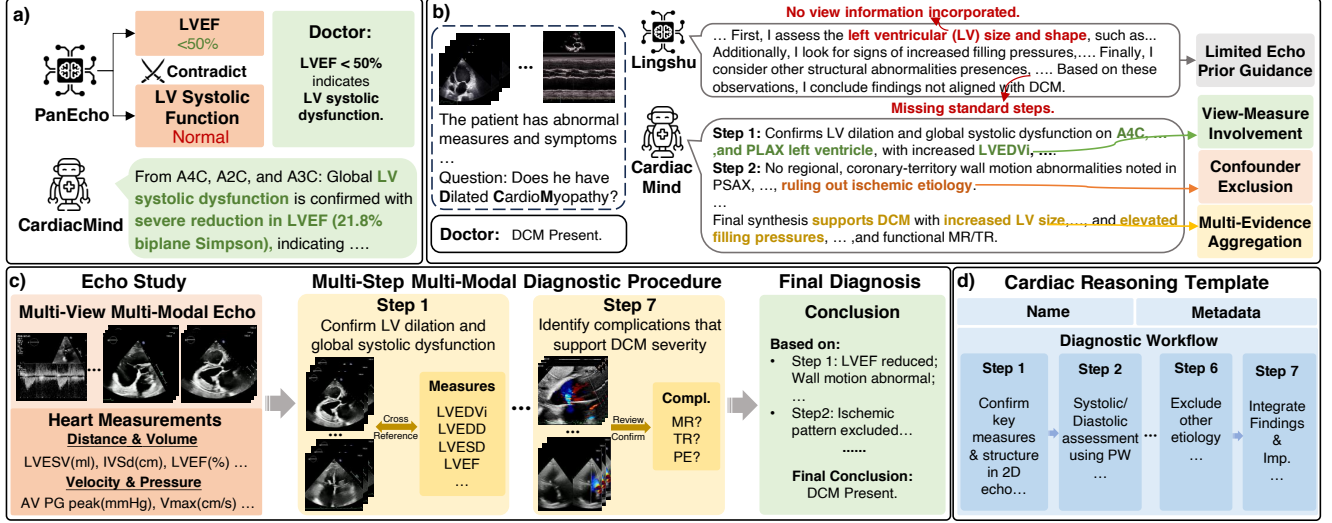 a)
LVEF
<50%
Contradict
LV Systolic
Function
Normal
PanEcho
Doctor:
LVEF < 50%
indicates
LV systolic
dysfunction.
CardiacMind
From A4C, A2C, and A3C: Global LV
systolic dysfunction is confirmed with
severe reduction in LVEF (21.8%
biplane Simpson), indicating ….
b)
...
The patient has abnormal
measures and symptoms
…
Question: Does he have
Dilated CardioMyopathy?
Doctor: DCM Present.
No view information incorporated.
Lingshu
… First, I assess the left ventricular (LV) size and shape, such as...
Additionally, I look for signs of increased filling pressures,…. Finally, I
consider other structural abnormalities presences, …. Based on these
observations, I conclude findings not aligned with DCM.
Missing standard steps.
Cardiac
Mind
Step 1: Confirms LV dilation and global systolic dysfunction on A4C, …
,and PLAX left ventricle, with increased LVEDVi, ….
Step 2: No regional, coronary-territory wall motion abnormalities noted in
PSAX, …, ruling out ischemic etiology.
…
Final synthesis supports DCM with increased LV size,…, and elevated
filling pressures, … ,and functional MR/TR.
Limited Echo
Prior Guidance
View-Measure
Involvement
Confounder
Exclusion
Multi-Evidence
Aggregation
c)
Echo Study
Multi-View Multi-Modal Echo
...
Heart Measurements
Distance & Volume
LVESV(ml), IVSd(cm), LVEF(%) …
Velocity & Pressure
AV PG peak(mmHg), Vmax(cm/s) …
Multi-Step Multi-Modal Diagnostic Procedure
Step 1
Confirm LV dilation and
global systolic dysfunction
...
Cross
Reference
Measures
LVEDVi
LVEDD
LVESD
LVEF
…
...
Step 7
Identify complications that
support DCM severity
...
Review
Confirm
Compl.
MR?
TR?
PE?
Final Diagnosis
Conclusion
Based on:
• Step 1: LVEF reduced;
Wall motion abnormal;
…
• Step2: Ischemic
pattern excluded…
......
Final Conclusion:
DCM Present.
d)
Cardiac Reasoning Template
Name
Metadata
Diagnostic Workflow
Step 1
Confirm
key
measures
& structure
in 2D
echo…
Step 2
Systolic/
Diastolic
assessment
using PW
…
...
Step 6
Exclude
other
etiology
…
Step 7
Integrate
Findings
&
Imp.